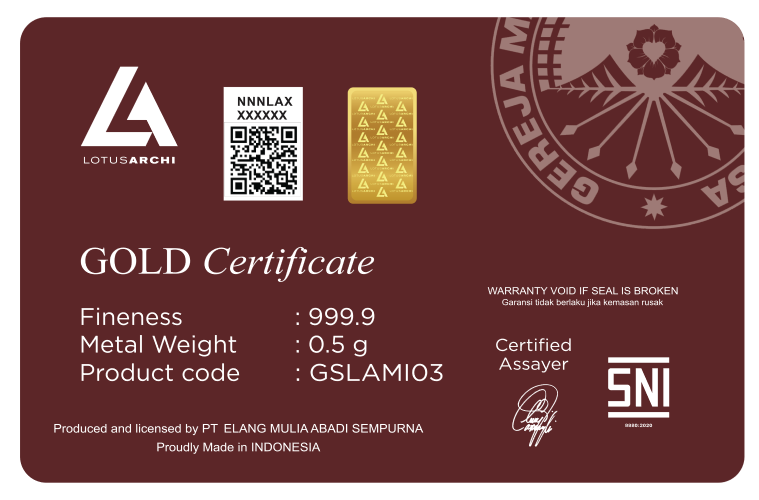 LOTUSARCHI
NNNLAX
XXXXXX
GEREJA M
SA
GOLD Certificate
Fineness : 999.9
Metal Weight : 0.5 g
Product code : GSLAMI03
WARRANTY VOID IF SEAL IS BROKEN
Garansi tidak berlaku jika kemasan rusak
Certified
Assayer
SNI
8880:2020
Produced and licensed by PT ELANG MULIA ABADI SEMPURNA
Proudly Made in INDONESIA